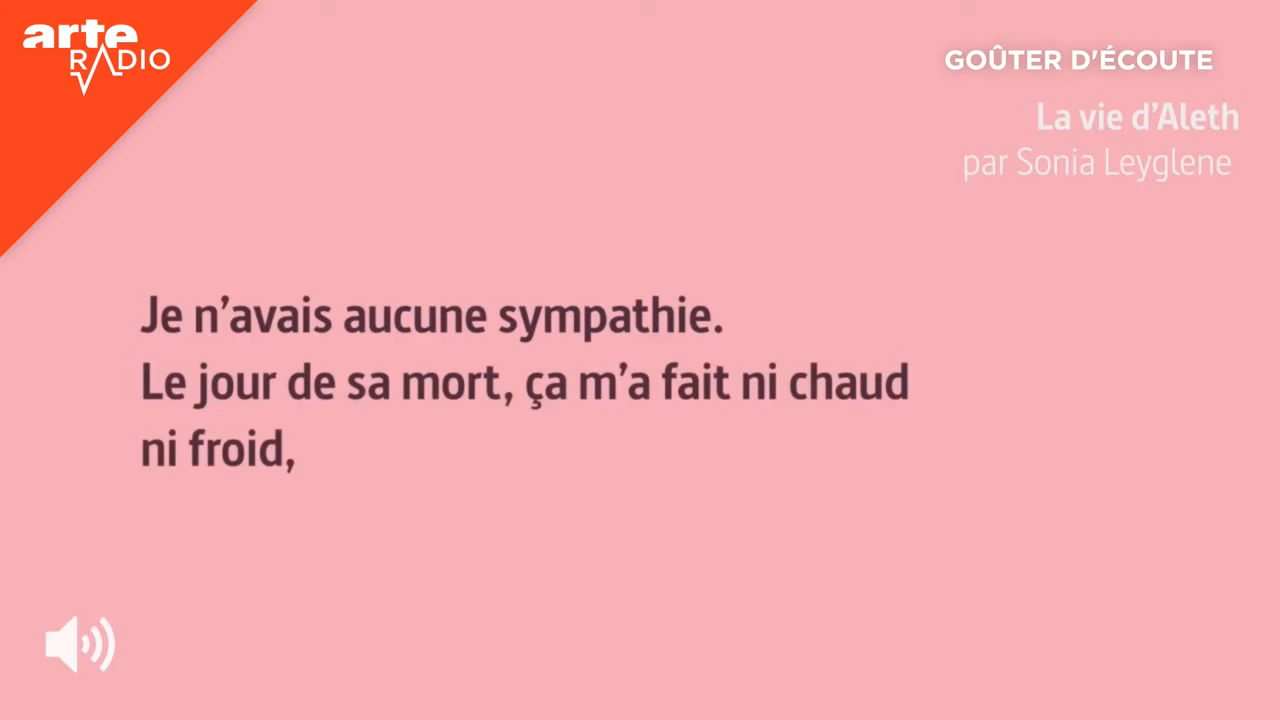 arte
RADIO
GOÛTER D'ÉCOUTE
La vie d’Aleth
par Sonia Leyglene
Je n’avais aucune sympathie.
Le jour de sa mort, ça m’a fait ni chaud
ni froid,